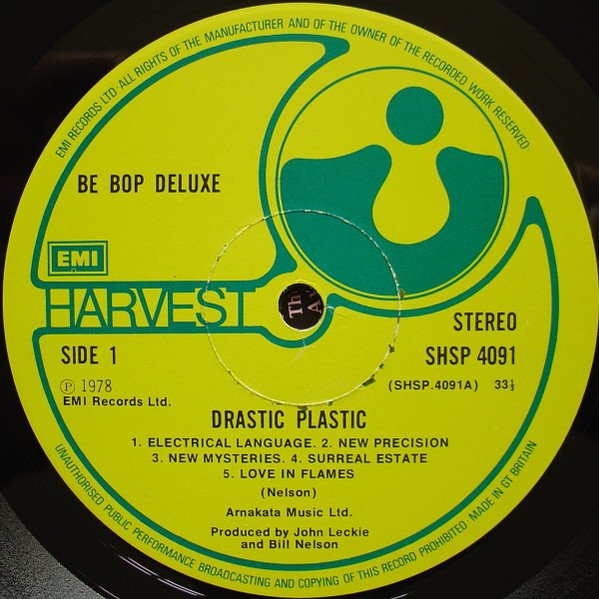 EMI RECORDS LTD·ALL RIGHTS OF THE MANUFACTURER AND OF THE OWNER OF THE RECORDED WORK RESERVED·
BE BOP DELUXE
EMI
HARVEST
STEREO
SIDE 1
SHSP 4091
Ⓟ 1978
(SHSP.4091A) 33⅓
EMI Records Ltd.
DRASTIC PLASTIC
1. ELECTRICAL LANGUAGE. 2. NEW PRECISION
3. NEW MYSTERIES. 4. SURREAL ESTATE
5. LOVE IN FLAMES
(Nelson)
Arnakata Music Ltd.
Produced by John Leckie
and Bill Nelson
UNAUTHORISED PUBLIC PERFORMANCE BROADCASTING AND COPYING OF THIS RECORD PROHIBITED·MADE IN GT BRITAIN